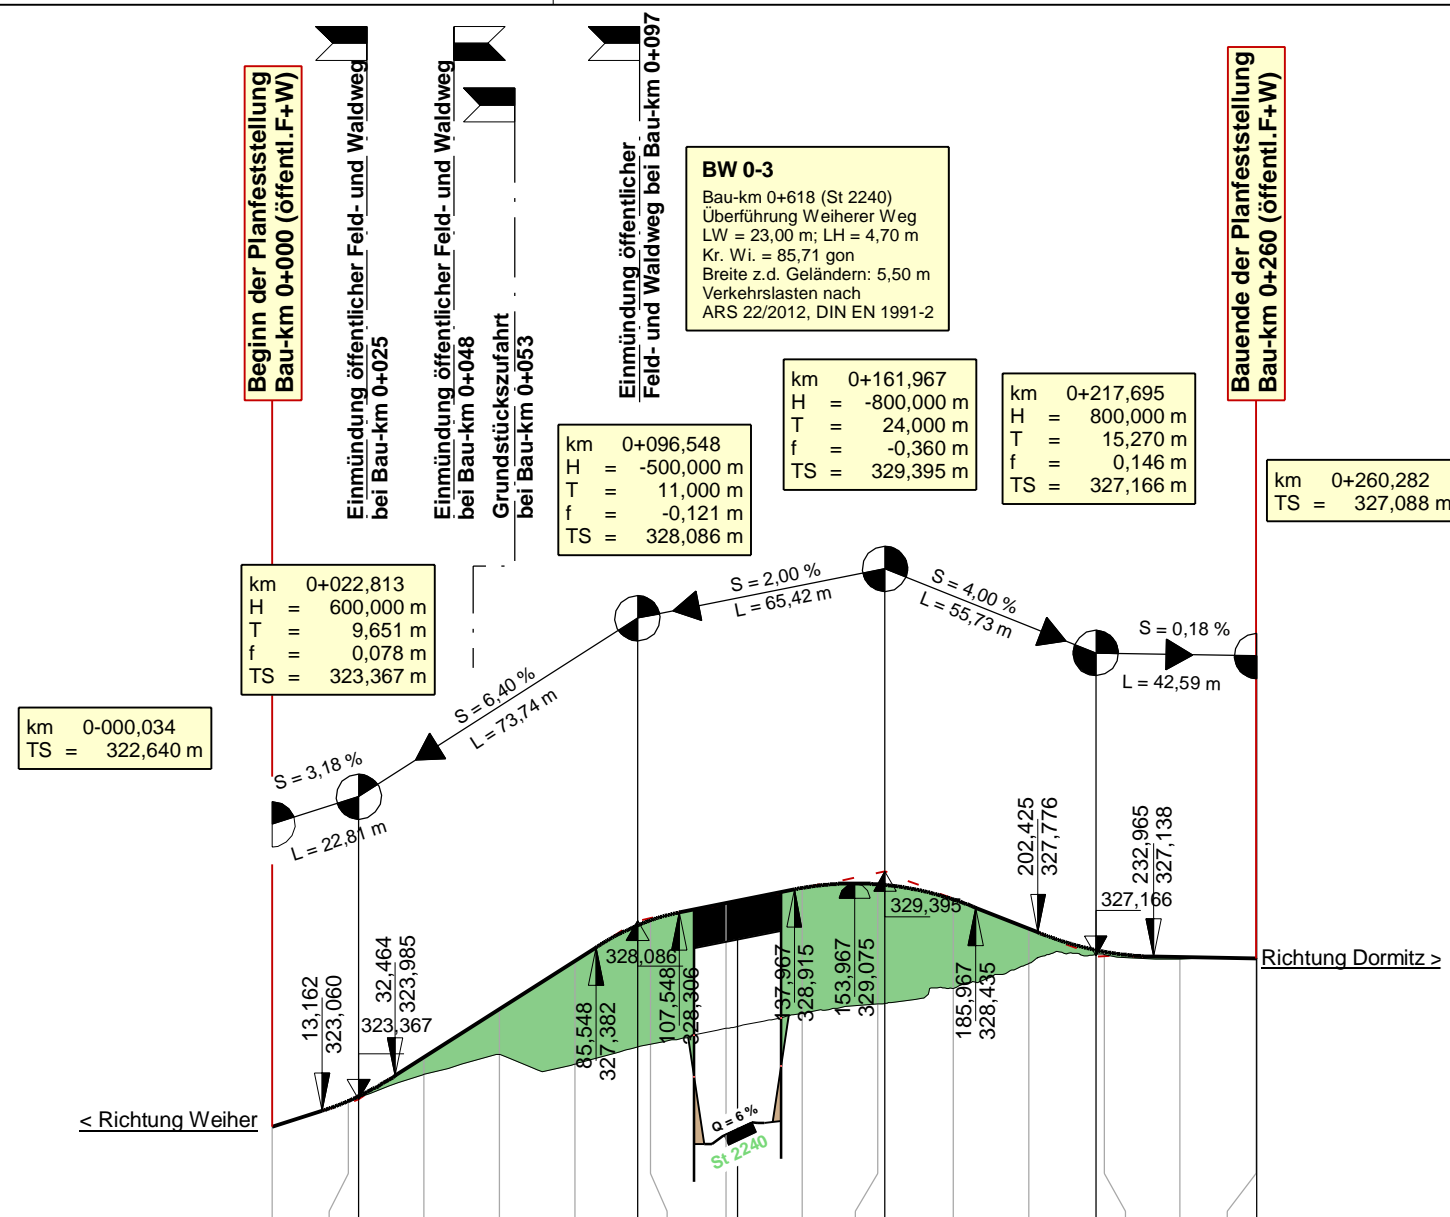 Beginn der Planfeststellung
Bau-km 0+000 (öffentl.F+W)
Einmündung öffentlicher Feld- und Waldweg
bei Bau-km 0+025
Einmündung öffentlicher Feld- und Waldweg
bei Bau-km 0+048
Grundstückszufahrt
bei Bau-km 0+053
Einmündung öffentlicher
Feld- und Waldweg bei Bau-km 0+097
BW 0-3
Bau-km 0+618 (St 2240)
Überführung Weiherer Weg
LW = 23,00 m; LH = 4,70 m
Kr. Wi. = 85,71 gon
Breite z.d. Geländern: 5,50 m
Verkehrslasten nach
ARS 22/2012, DIN EN 1991-2
Bauende der Planfeststellung
Bau-km 0+260 (öffentl.F+W)
km 0-000,034
TS = 322,640 m
km 0+022,813
H = 600,000 m
T = 9,651 m
f = 0,078 m
TS = 323,367 m
km 0+096,548
H = -500,000 m
T = 11,000 m
f = -0,121 m
TS = 328,086 m
km 0+161,967
H = -800,000 m
T = 24,000 m
f = -0,360 m
TS = 329,395 m
km 0+217,695
H = 800,000 m
T = 15,270 m
f = 0,146 m
TS = 327,166 m
km 0+260,282
TS = 327,088 m
S = 3,18 %
L = 22,81 m
S = 6,40 %
L = 73,74 m
S = 2,00 %
L = 65,42 m
S = 4,00 %
L = 55,73 m
S = 0,18 %
L = 42,59 m
13,162
323,060
323,367
32,464
323,985
85,548
327,382
328,086
107,548
328,306
137,967
328,915
153,967
329,075
329,395
185,967
328,435
202,425
327,776
327,166
232,965
327,138
Q = 6 %
St 2240
< Richtung Weiher
Richtung Dormitz >